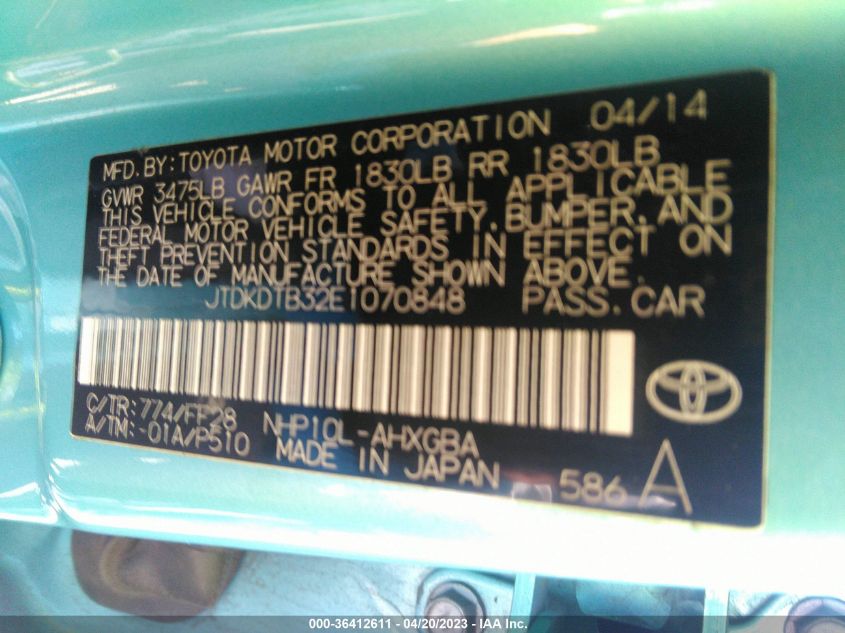 MFD. BY: TOYOTA MOTOR CORPORATION 04/14
GVWR 3475LB GAWR FR 1830LB RR 1830LB
THIS VEHICLE CONFORMS TO ALL APPLICABLE
FEDERAL MOTOR VEHICLE SAFETY, BUMPER, AND
THEFT PREVENTION STANDARDS IN EFFECT ON
THE DATE OF MANUFACTURE SHOWN ABOVE.
JTDKDTB32E1070848 PASS. CAR
C/TR: 774/FF28 NHP10L-AHXGBA
A/TM: -01A/P510 MADE IN JAPAN
586 A
000-36412611 - 04/20/2023 - IAA Inc.